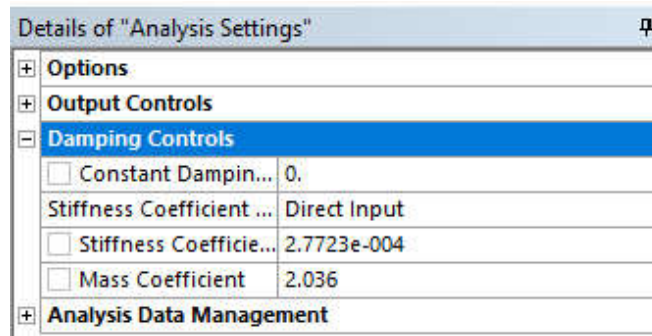 Details of "Analysis Settings"
Options
Output Controls
Damping Controls
Constant Dampin... 0.
Stiffness Coefficient ... Direct Input
Stiffness Coefficie... 2.7723e-004
Mass Coefficient 2.036
Analysis Data Management